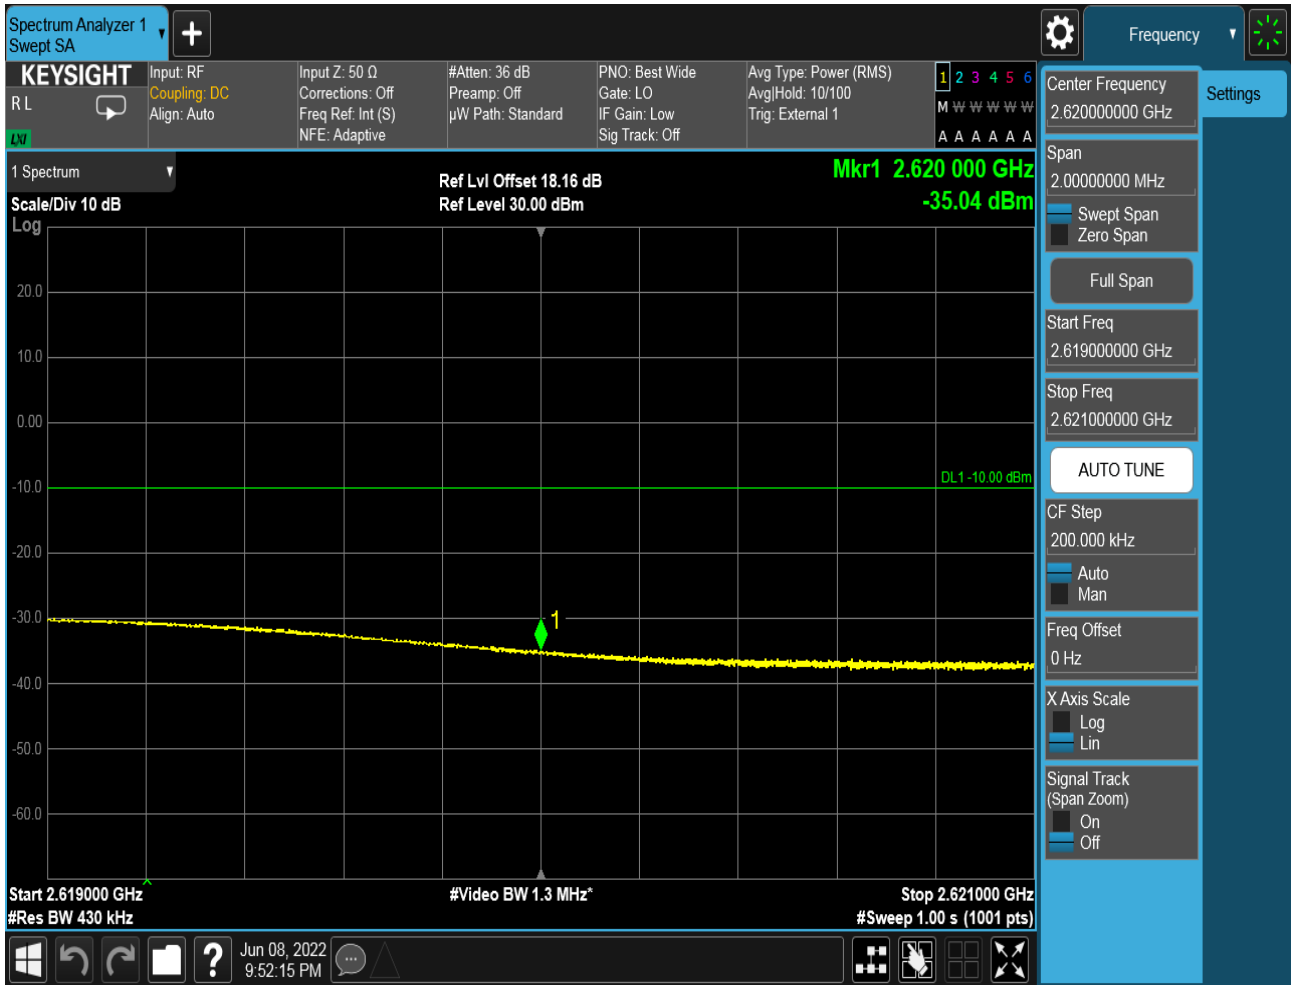 Spectrum Analyzer 1
Swept SA
Frequency
KEYSIGHT
R L
LXI
Input: RF
Coupling: DC
Align: Auto
Input Z: 50 Ω
Corrections: Off
Freq Ref: Int (S)
NFE: Adaptive
#Atten: 36 dB
Preamp: Off
µW Path: Standard
PNO: Best Wide
Gate: LO
IF Gain: Low
Sig Track: Off
Avg Type: Power (RMS)
Avg|Hold: 10/100
Trig: External 1
1 2 3 4 5 6
M W W W W W
A A A A A A
1 Spectrum
Scale/Div 10 dB
Log
Ref Lvl Offset 18.16 dB
Ref Level 30.00 dBm
Mkr1 2.620 000 GHz
-35.04 dBm
20.0
10.0
0.00
-10.0
DL1 -10.00 dBm
-20.0
-30.0
1
-40.0
-50.0
-60.0
Start 2.619000 GHz
#Res BW 430 kHz
#Video BW 1.3 MHz*
Stop 2.621000 GHz
#Sweep 1.00 s (1001 pts)
Center Frequency
2.620000000 GHz
Settings
Span
2.00000000 MHz
Swept Span
Zero Span
Full Span
Start Freq
2.619000000 GHz
Stop Freq
2.621000000 GHz
AUTO TUNE
CF Step
200.000 kHz
Auto
Man
Freq Offset
0 Hz
X Axis Scale
Log
Lin
Signal Track
(Span Zoom)
On
Off
?
Jun 08, 2022
9:52:15 PM